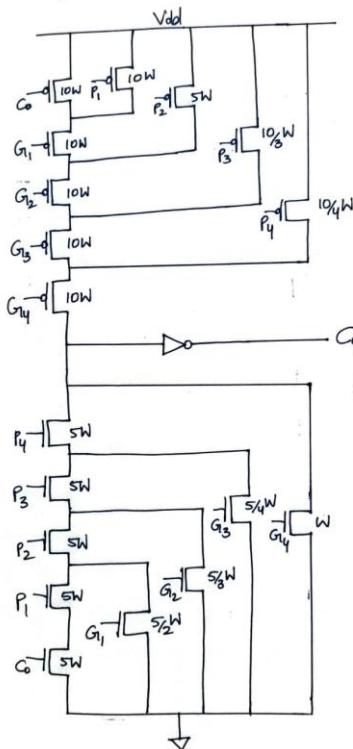 Vdd
C₀ 10W
P₁ 10W
P₂ 5W
G₁ 10W
P₃ 10/3W
G₂ 10W
P₄ 10/4W
G₃ 10W
G₄ 10W
P₄ 5W
P₃ 5W
G₃ 5/4W
G₄ W
P₂ 5W
G₂ 5/3W
P₁ 5W
G₁ 5/2W
C₀ 5W